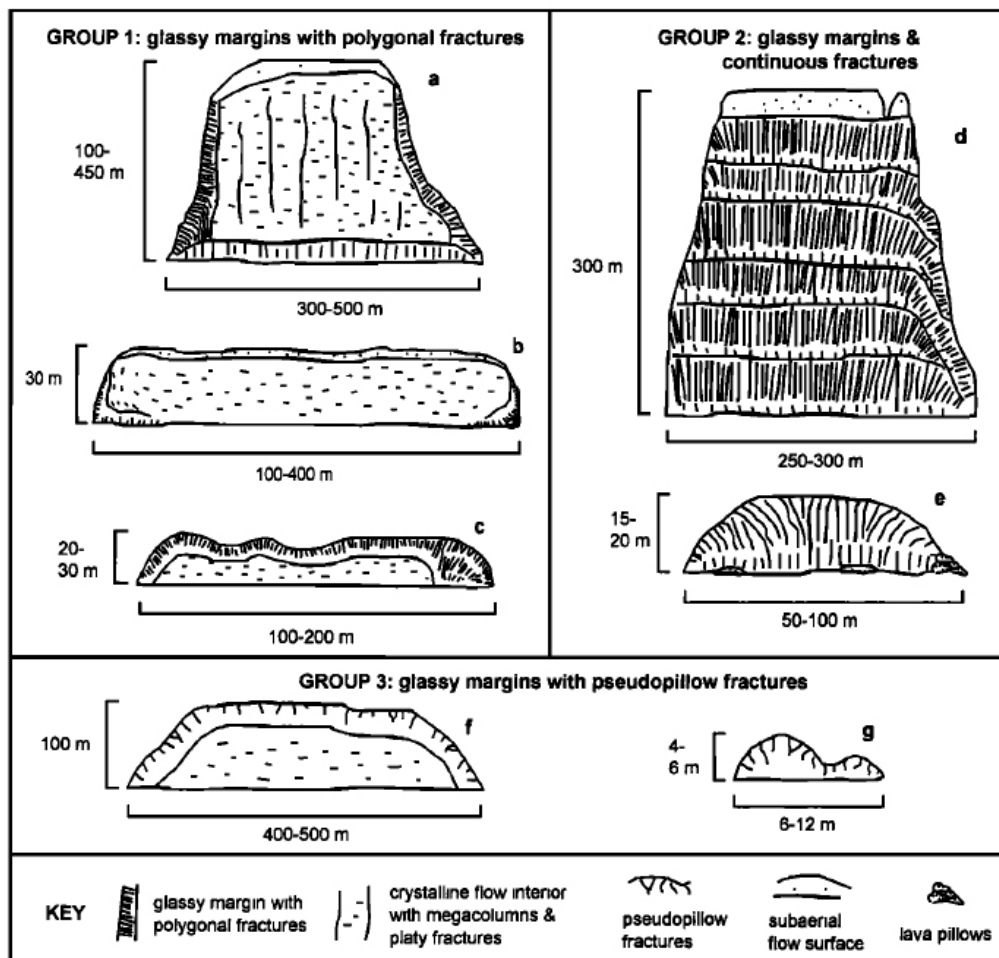 GROUP 1: glassy margins with polygonal fractures
a
100-
450 m
300-500 m
b
30 m
100-400 m
c
20-
30 m
100-200 m
GROUP 2: glassy margins &
continuous fractures
d
300 m
250-300 m
e
15-
20 m
50-100 m
GROUP 3: glassy margins with pseudopillow fractures
f
100 m
400-500 m
g
4-
6 m
6-12 m
KEY
glassy margin with
polygonal fractures
crystalline flow interior
with megacolumns &
platy fractures
pseudopillow
fractures
subaerial
flow surface
lava pillows